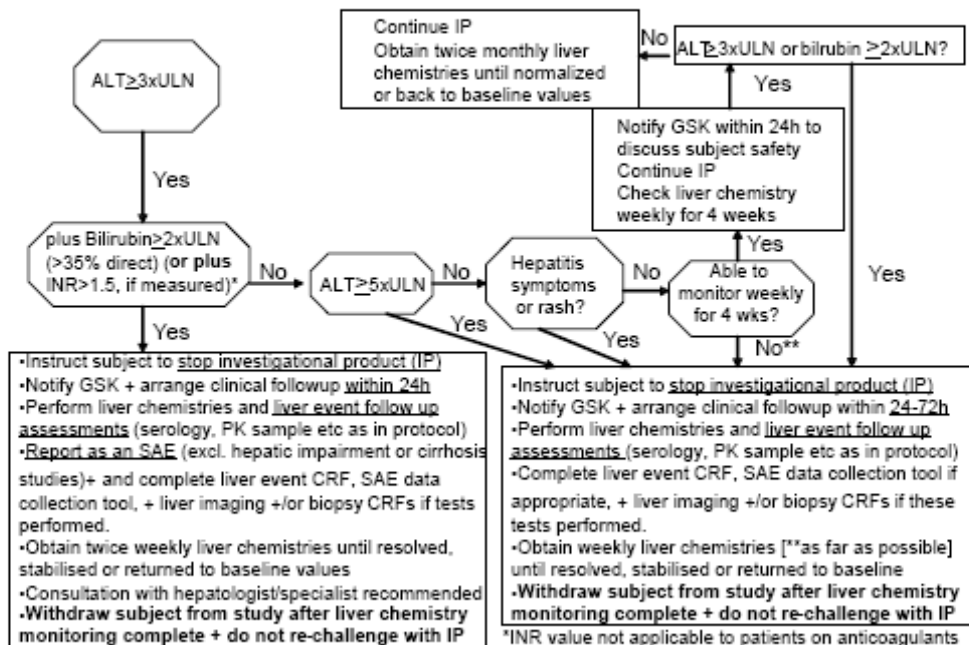 ALT≥3xULN
Yes
plus Bilirubin≥2xULN
(>35% direct) (or plus
INR>1.5, if measured)*
No
ALT≥5xULN
No
Hepatitis
symptoms
or rash?
No
Able to
monitor weekly
for 4 wks?
Yes
Notify GSK within 24h to
discuss subject safety
Continue IP
Check liver chemistry
weekly for 4 weeks
Yes
ALT≥3xULN or bilrubin ≥2xULN?
No
Continue IP
Obtain twice monthly liver
chemistries until normalized
or back to baseline values
Yes
Yes
Yes
Yes
No**
•Instruct subject to stop investigational product (IP)
•Notify GSK + arrange clinical followup within 24h
•Perform liver chemistries and liver event follow up
assessments (serology, PK sample etc as in protocol)
•Report as an SAE (excl. hepatic impairment or cirrhosis
studies)+ and complete liver event CRF, SAE data
collection tool, + liver imaging +/or biopsy CRFs if tests
performed.
•Obtain twice weekly liver chemistries until resolved,
stabilised or returned to baseline values
•Consultation with hepatologist/specialist recommended
•Withdraw subject from study after liver chemistry
monitoring complete + do not re-challenge with IP
•Instruct subject to stop investigational product (IP)
•Notify GSK + arrange clinical followup within 24-72h
•Perform liver chemistries and liver event follow up
assessments (serology, PK sample etc as in protocol)
•Complete liver event CRF, SAE data collection tool if
appropriate, + liver imaging +/or biopsy CRFs if these
tests performed.
•Obtain weekly liver chemistries [**as far as possible]
until resolved, stabilised or returned to baseline
•Withdraw subject from study after liver chemistry
monitoring complete + do not re-challenge with IP
*INR value not applicable to patients on anticoagulants